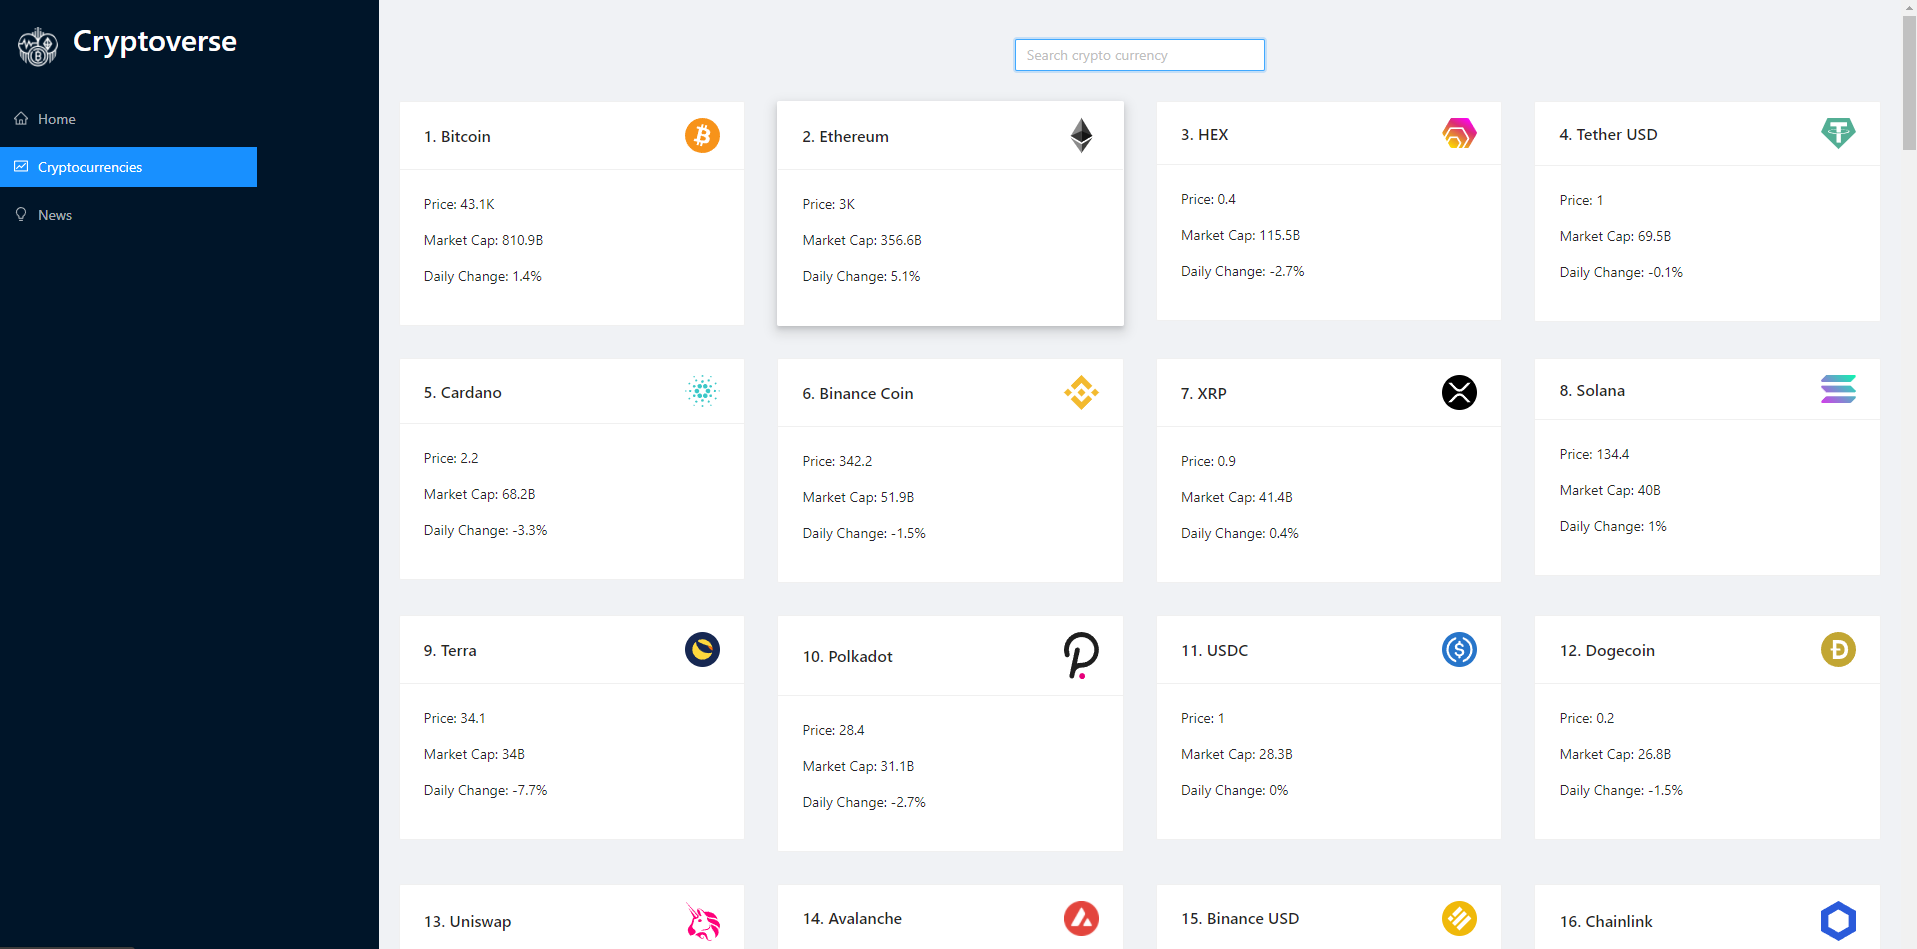 Cryptoverse
Home
Cryptocurrencies
News
Search crypto currency
1. Bitcoin
Price: 43.1K
Market Cap: 810.9B
Daily Change: 1.4%
2. Ethereum
Price: 3K
Market Cap: 356.6B
Daily Change: 5.1%
3. HEX
Price: 0.4
Market Cap: 115.5B
Daily Change: -2.7%
4. Tether USD
Price: 1
Market Cap: 69.5B
Daily Change: -0.1%
5. Cardano
Price: 2.2
Market Cap: 68.2B
Daily Change: -3.3%
6. Binance Coin
Price: 342.2
Market Cap: 51.9B
Daily Change: -1.5%
7. XRP
Price: 0.9
Market Cap: 41.4B
Daily Change: 0.4%
8. Solana
Price: 134.4
Market Cap: 40B
Daily Change: 1%
9. Terra
Price: 34.1
Market Cap: 34B
Daily Change: -7.7%
10. Polkadot
Price: 28.4
Market Cap: 31.1B
Daily Change: -2.7%
11. USDC
Price: 1
Market Cap: 28.3B
Daily Change: 0%
12. Dogecoin
Price: 0.2
Market Cap: 26.8B
Daily Change: -1.5%
13. Uniswap
14. Avalanche
15. Binance USD
16. Chainlink